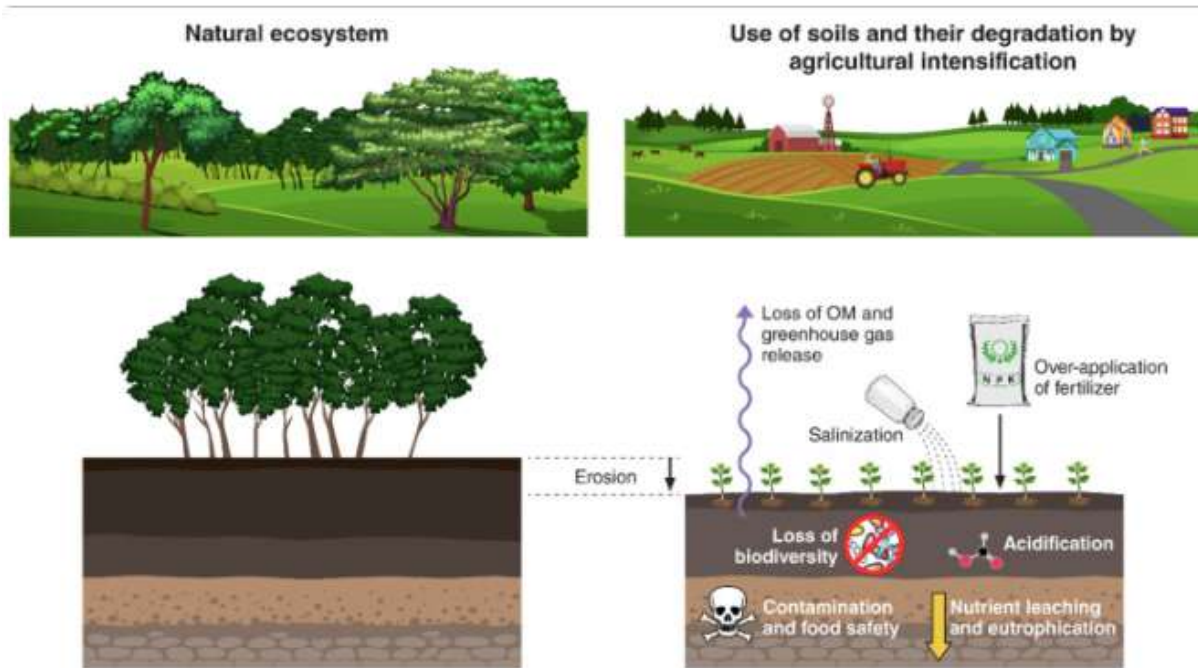 Natural ecosystem
Use of soils and their degradation by
agricultural intensification
Loss of OM and
greenhouse gas
release
Over-application
of fertilizer
N P K
Salinization
Erosion
Loss of
biodiversity
Acidification
Contamination
and food safety
Nutrient leaching
and eutrophication